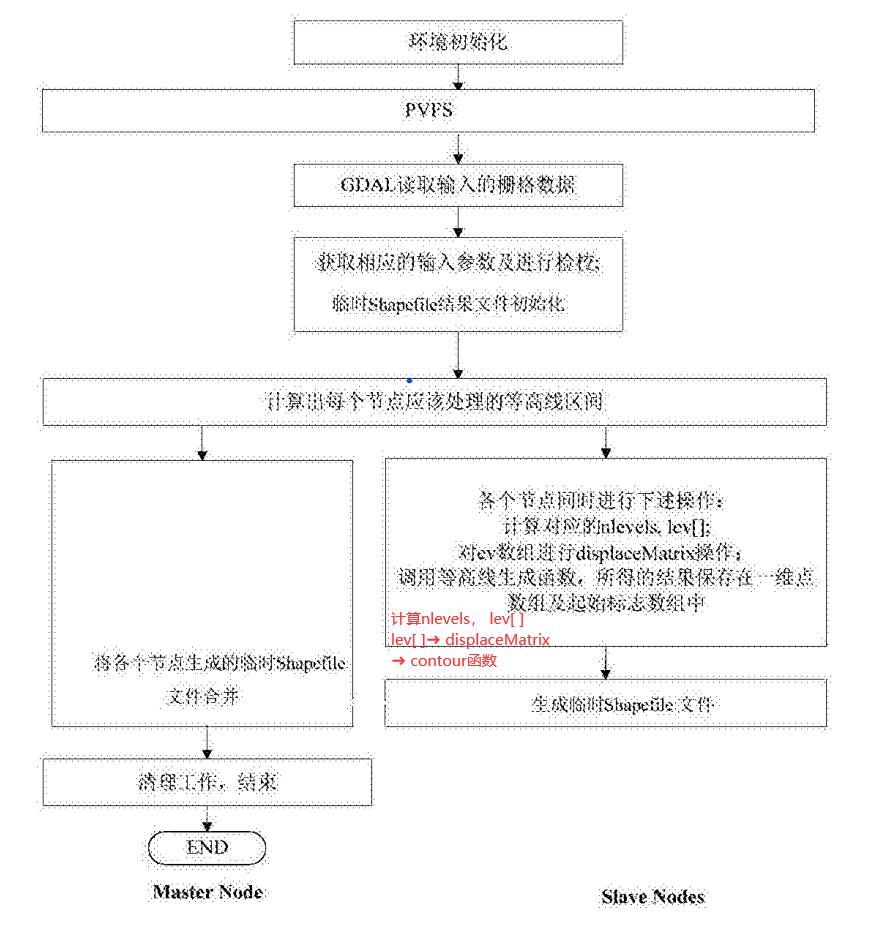 环境初始化
PVFS
GDAL读取输入的栅格数据
获取相应的输入参数及进行检校;
临时Shapefile结果文件初始化
计算出每个节点应该处理的等高线区间
各个节点同时进行下述操作:
计算对应的nlevels, lev[];
对ev数组进行displaceMatrix操作;
调用等高线生成函数，所得的结果保存在一维点
数组及起始标志数组中
计算nlevels， lev[ ]
lev[ ]➜ displaceMatrix
➜ contour函数
将各个节点生成的临时Shapefile
文件合并
生成临时Shapefile 文件
清理工作，结束
END
Master Node
Slave Nodes